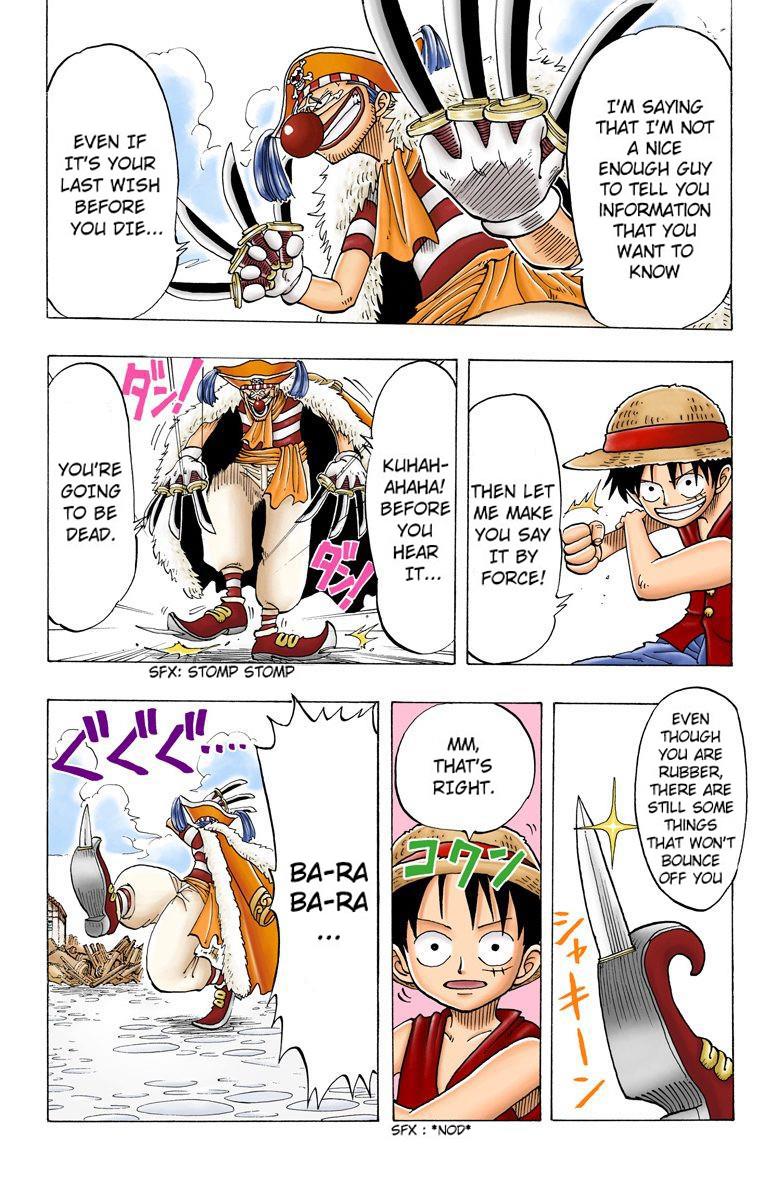 I'M SAYING
THAT I'M NOT
A NICE
ENOUGH GUY
TO TELL YOU
INFORMATION
THAT YOU
WANT TO
KNOW
EVEN IF
IT'S YOUR
LAST WISH
BEFORE
YOU DIE...
THEN LET
ME MAKE
YOU SAY
IT BY
FORCE!
ダン!
KUHAH-
AHAHA!
BEFORE
YOU
HEAR
IT...
YOU'RE
GOING
TO BE
DEAD.
ダン!
SFX: STOMP STOMP
EVEN
THOUGH
YOU ARE
RUBBER,
THERE ARE
STILL SOME
THINGS
THAT WON'T
BOUNCE
OFF YOU
シャキーン
MM,
THAT'S
RIGHT.
コクン
SFX : *NOD*
BA-RA
BA-RA
...
ぐぐぐ....